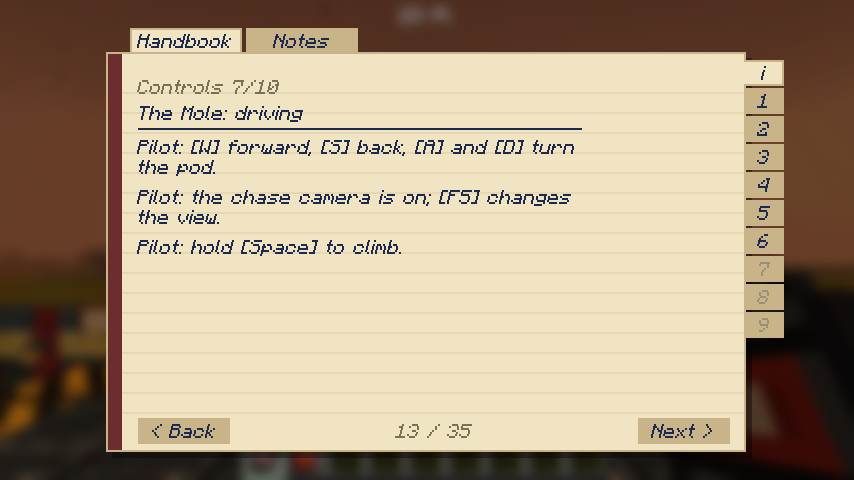 Handbook
Notes
Controls 7/10
The Mole: driving
Pilot: [W] forward, [S] back, [A] and [D] turn
the pod.
Pilot: the chase camera is on; [F5] changes
the view.
Pilot: hold [Space] to climb.
< Back
13 / 35
Next >
i
1
2
3
4
5
6
7
8
9